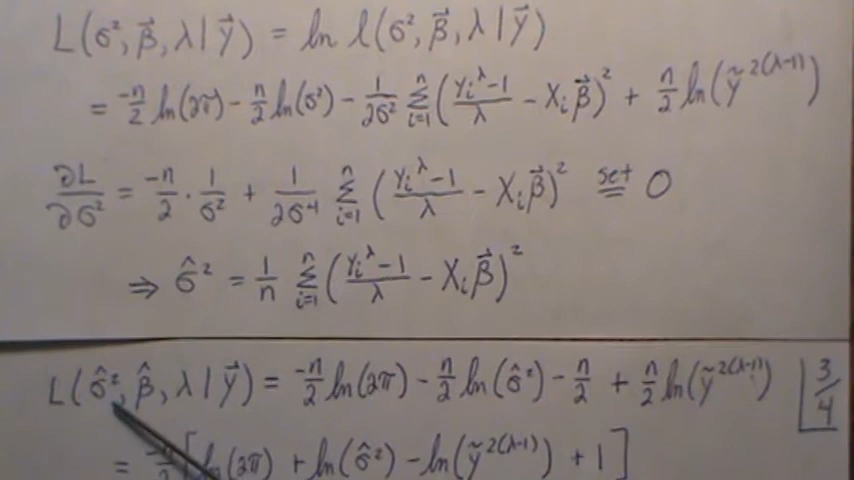 L(σ², β⃗, λ | y⃗) = ln l(σ², β⃗, λ | y⃗)
= -n/2 ln(2π) - n/2 ln(σ²) - 1/2σ² Σ_{i=1}^{n} ( (Y_i^λ - 1)/λ - X_i β⃗ )² + n/2 ln(ỹ^{2(λ-1)})
∂L/∂σ² = -n/2 · 1/σ² + 1/2σ⁴ Σ_{i=1}^{n} ( (Y_i^λ - 1)/λ - X_i β⃗ )² set = 0
⇒ σ̂² = 1/n Σ_{i=1}^{n} ( (Y_i^λ - 1)/λ - X_i β⃗ )²
L(σ̂², β̂, λ | y⃗) = -n/2 ln(2π) - n/2 ln(σ̂²) - n/2 + n/2 ln(ỹ^{2(λ-1)})
3/4
= -n/2 [ln(2π) + ln(σ̂²) - ln(ỹ^{2(λ-1)}) + 1]